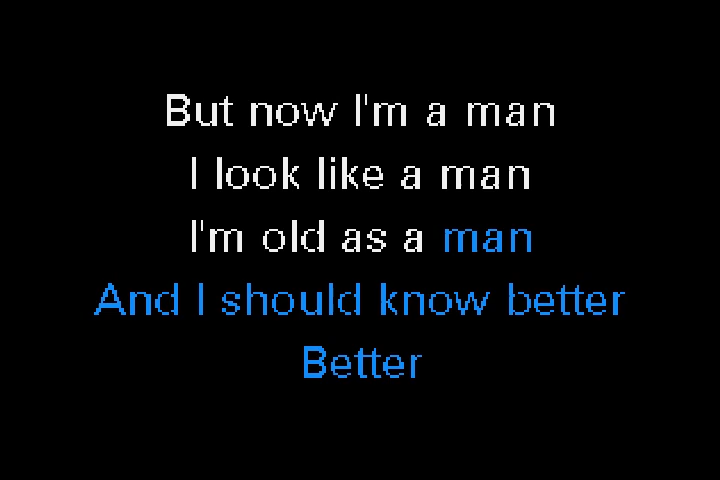 But now I'm a man
I look like a man
I'm old as a man
And I should know better
Better